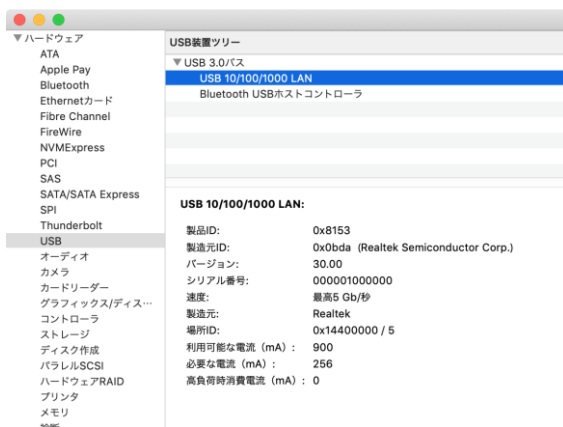 ハードウェア
ATA
Apple Pay
Bluetooth
Ethernetカード
Fibre Channel
FireWire
NVMExpress
PCI
SAS
SATA/SATA Express
SPI
Thunderbolt
USB
オーディオ
カメラ
カードリーダー
グラフィックス/ディス…
コントローラ
ストレージ
ディスク作成
パラレルSCSI
ハードウェアRAID
プリンタ
メモリ
USB装置ツリー
USB 3.0バス
USB 10/100/1000 LAN
Bluetooth USBホストコントローラ
USB 10/100/1000 LAN:
製品ID: 0x8153
製造元ID: 0x0bda (Realtek Semiconductor Corp.)
バージョン: 30.00
シリアル番号: 000001000000
速度: 最高5 Gb/秒
製造元: Realtek
場所ID: 0x14400000 / 5
利用可能な電流（mA）: 900
必要な電流（mA）: 256
高負荷時消費電流（mA）: 0